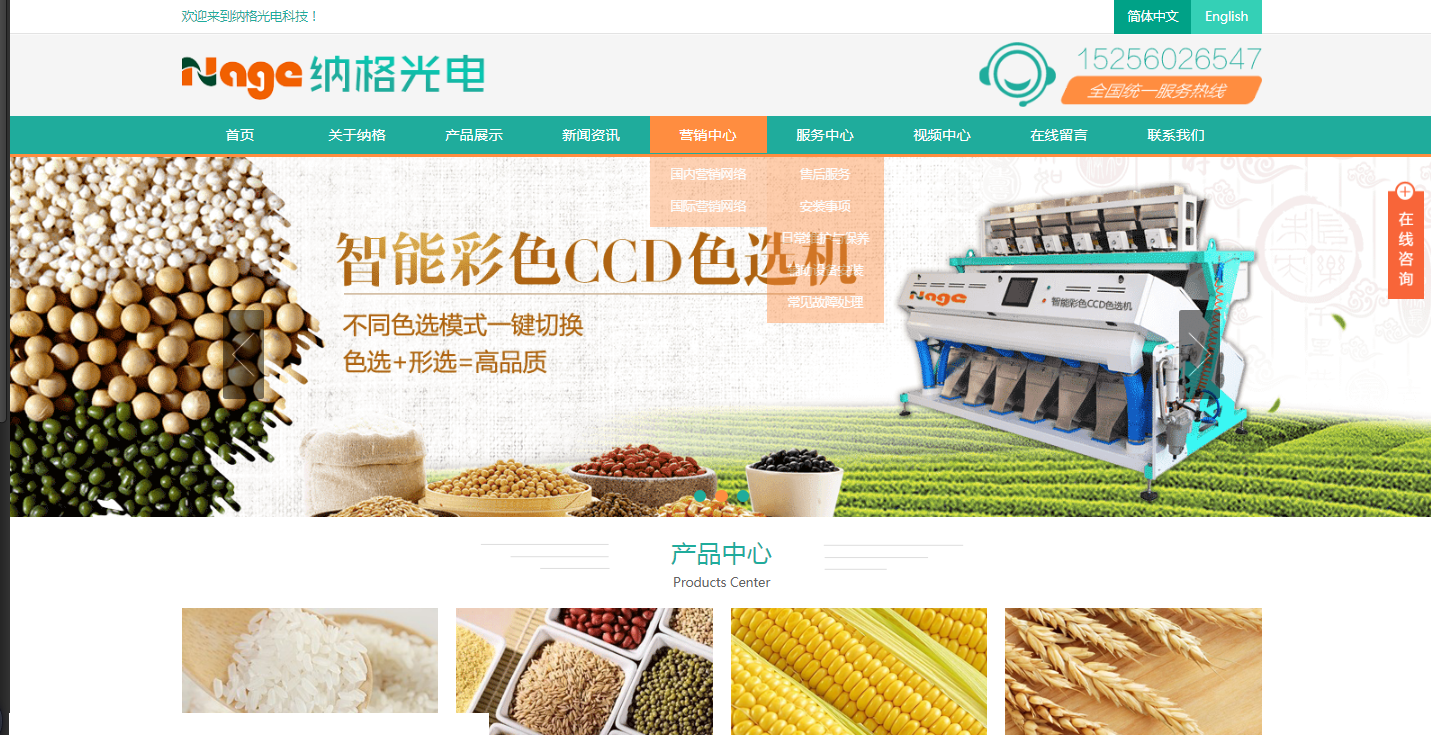 欢迎来到纳格光电科技！
简体中文 English
Nage 纳格光电
15256026547
全国统一服务热线
首页 关于纳格 产品展示 新闻资讯 营销中心 服务中心 视频中心 在线留言 联系我们
国内营销网络 售后服务
国际营销网络 安装事项
日常维护与保养
常见故障处理
智能彩色CCD色选机
不同色选模式一键切换
色选+形选=高品质
Nage 智能彩色CCD色选机
在线咨询
产品中心
Products Center